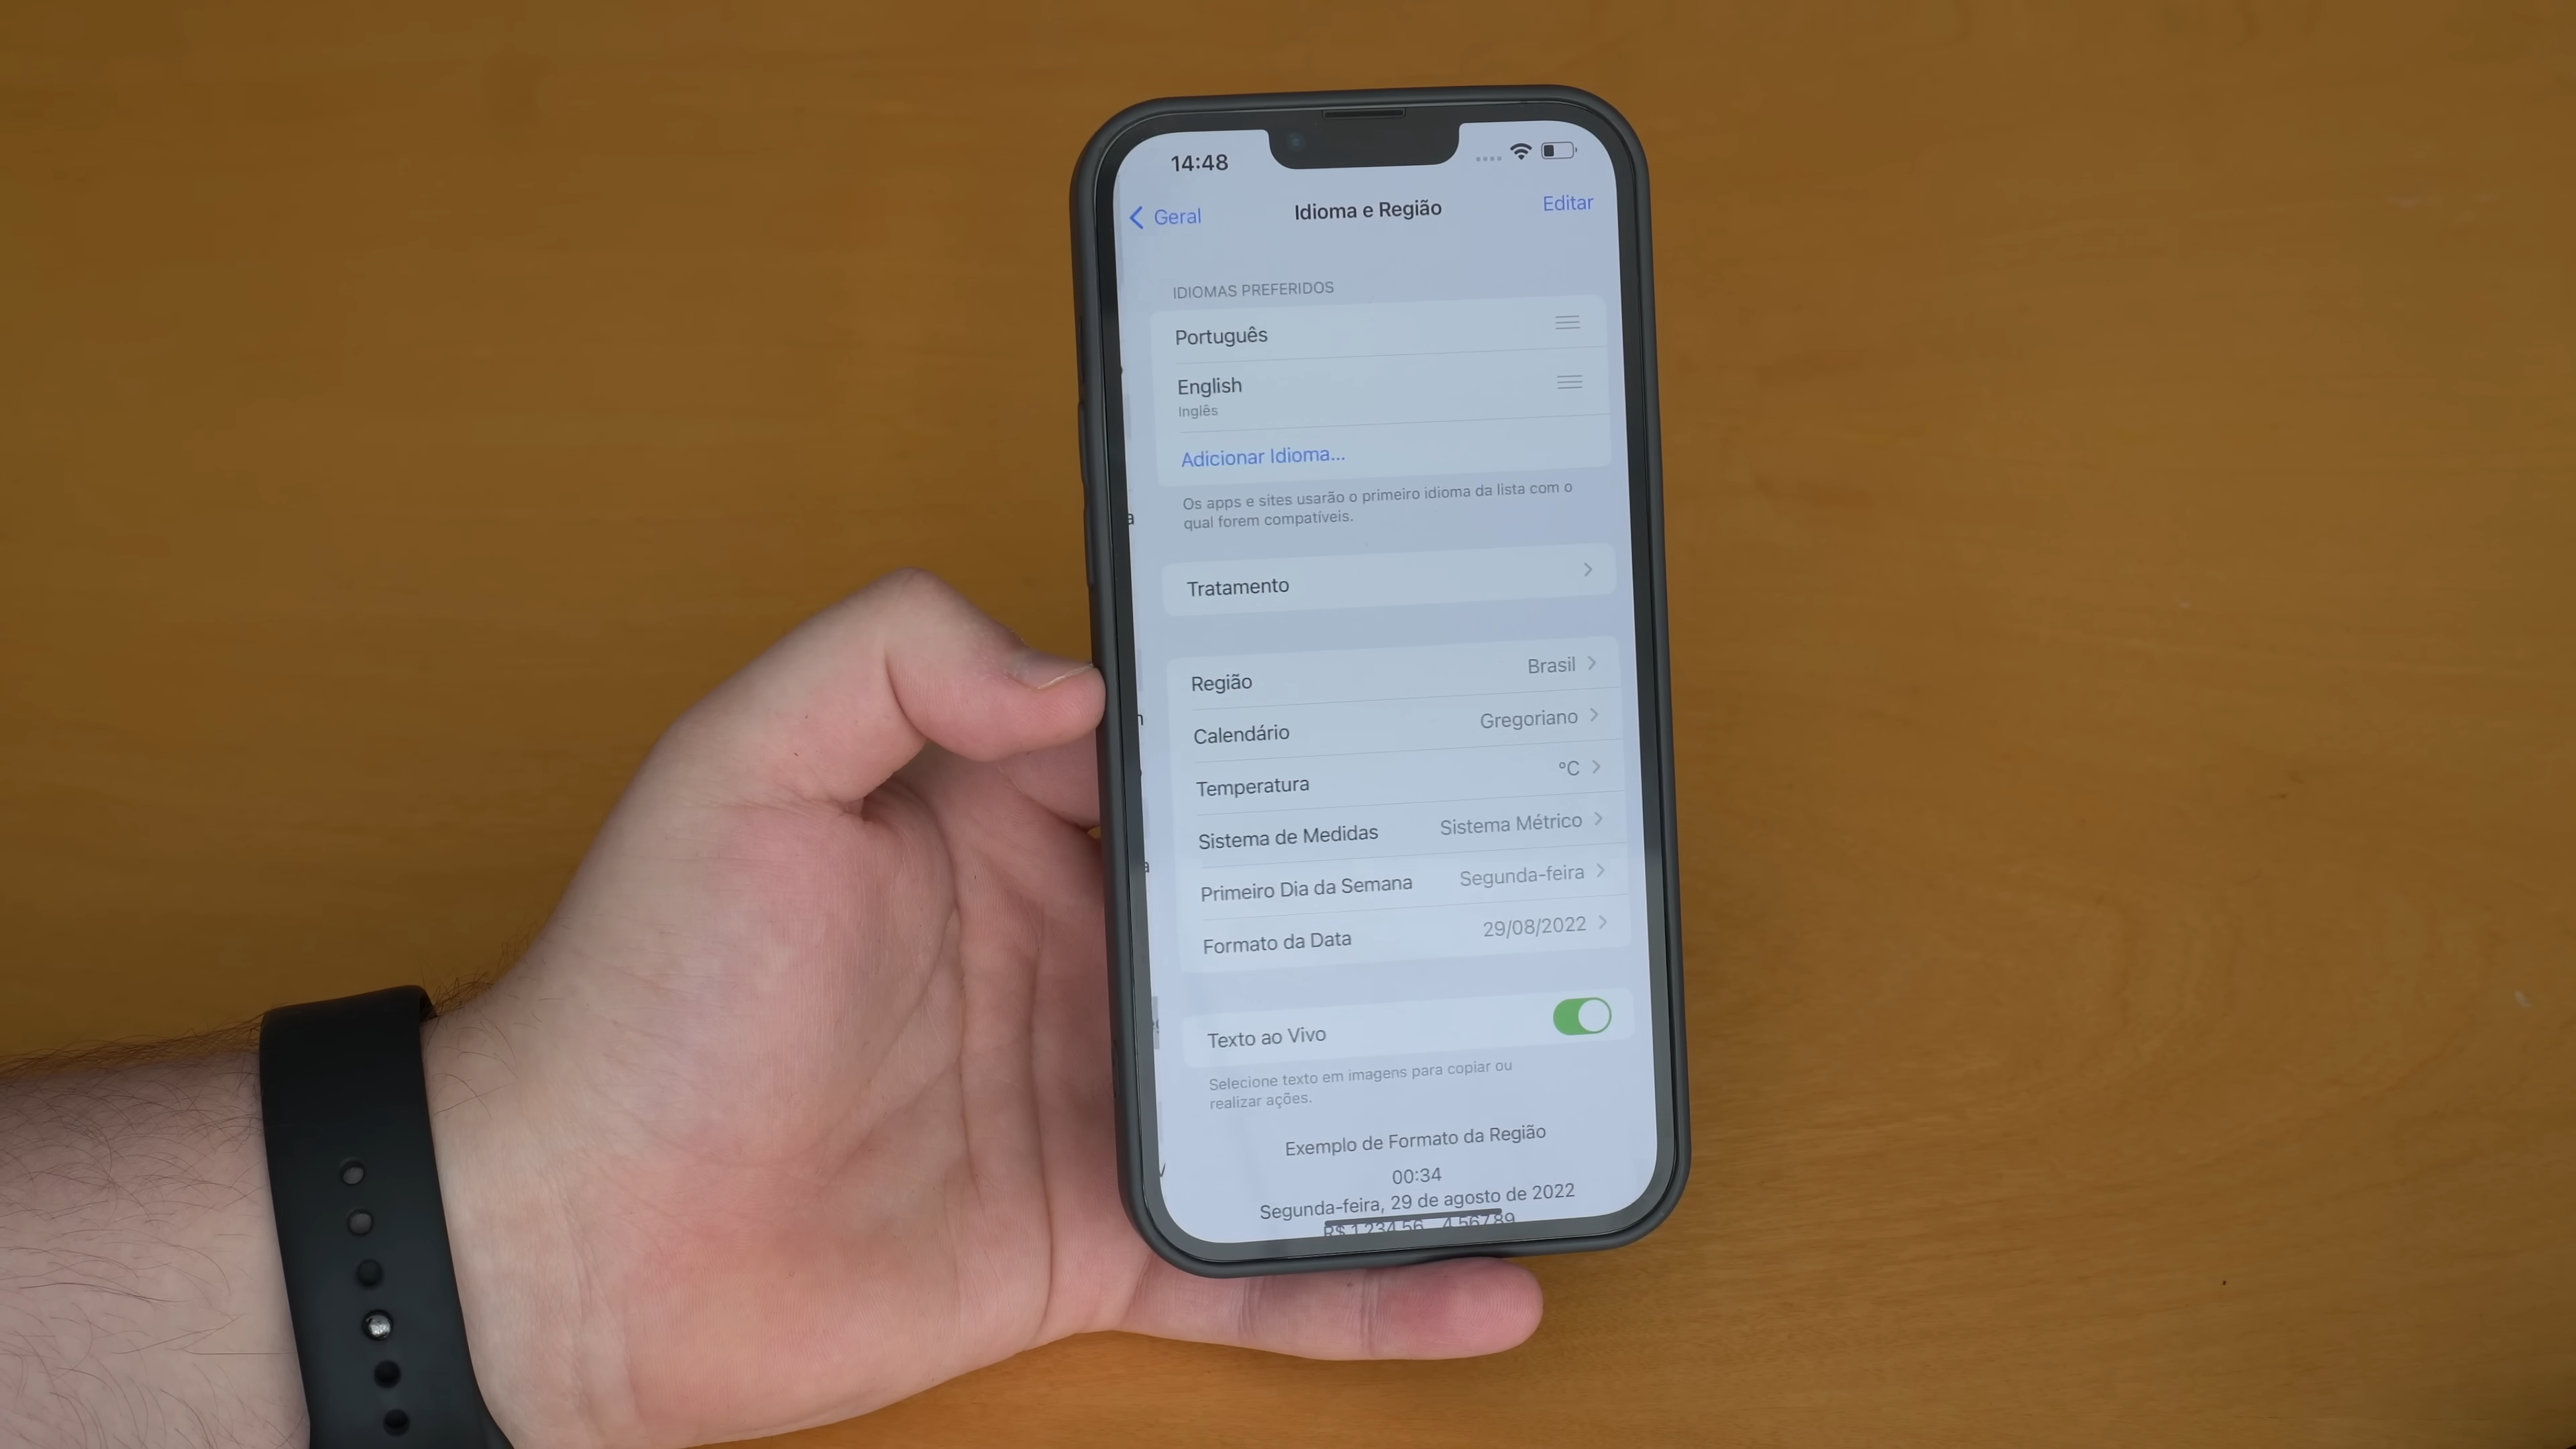 14:48
Geral
Idioma e Região
Editar
IDIOMAS PREFERIDOS
Português
English
Inglês
Adicionar Idioma...
Os apps e sites usarão o primeiro idioma da lista com o
qual forem compatíveis.
Tratamento
Região Brasil
Calendário Gregoriano
Temperatura °C
Sistema de Medidas Sistema Métrico
Primeiro Dia da Semana Segunda-feira
Formato da Data 29/08/2022
Texto ao Vivo
Selecione texto em imagens para copiar ou
realizar ações.
Exemplo de Formato da Região
00:34
Segunda-feira, 29 de agosto de 2022